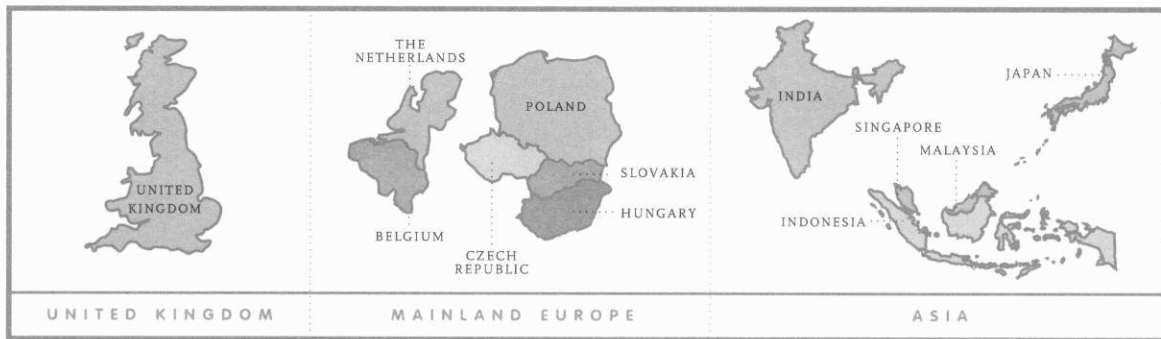 THE
NETHERLANDS
POLAND
SLOVAKIA
HUNGARY
BELGIUM
CZECH
REPUBLIC
UNITED
KINGDOM
INDIA
JAPAN
SINGAPORE
MALAYSIA
INDONESIA
UNITED KINGDOM
MAINLAND EUROPE
ASIA